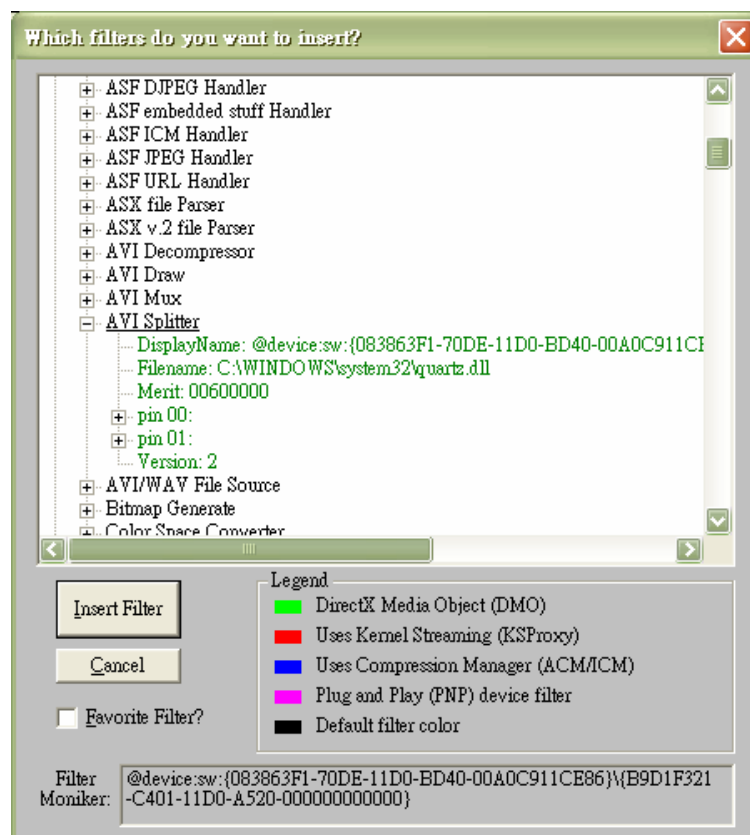 Which filters do you want to insert?
ASF DJPEG Handler
ASF embedded stuff Handler
ASF ICM Handler
ASF JPEG Handler
ASF URL Handler
ASX file Parser
ASX v.2 file Parser
AVI Decompressor
AVI Draw
AVI Mux
AVI Splitter
DisplayName: @device:sw:{083863F1-70DE-11D0-BD40-00A0C911CE
Filename: C:\WINDOWS\system32\quartz.dll
Merit: 00600000
pin 00:
pin 01:
Version: 2
AVI/WAV File Source
Bitmap Generate
Color Space Converter
Insert Filter
Cancel
Favorite Filter?
Legend
DirectX Media Object (DMO)
Uses Kernel Streaming (KSProxy)
Uses Compression Manager (ACM/ICM)
Plug and Play (PNP) device filter
Default filter color
Filter Moniker:
@device:sw:{083863F1-70DE-11D0-BD40-00A0C911CE86}\{B9D1F321
-C401-11D0-A520-000000000000}